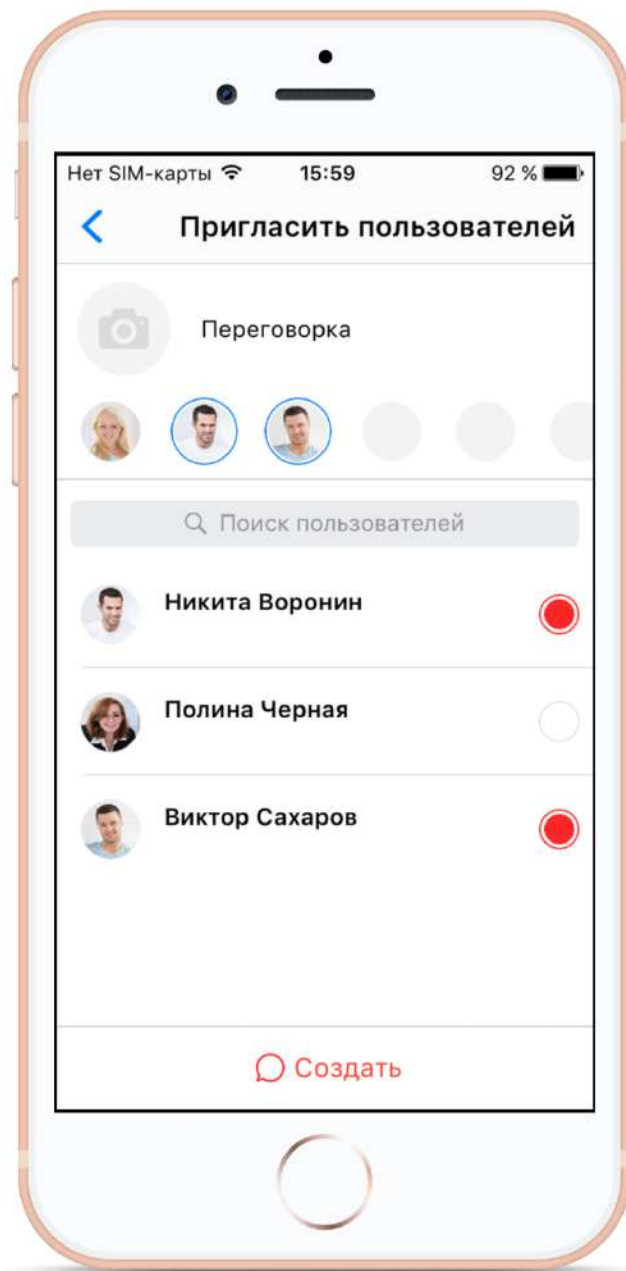 Нет SIM-карты 15:59 92 %
Пригласить пользователей
Переговорка
Поиск пользователей
Никита Воронин
Полина Черная
Виктор Сахаров
Создать